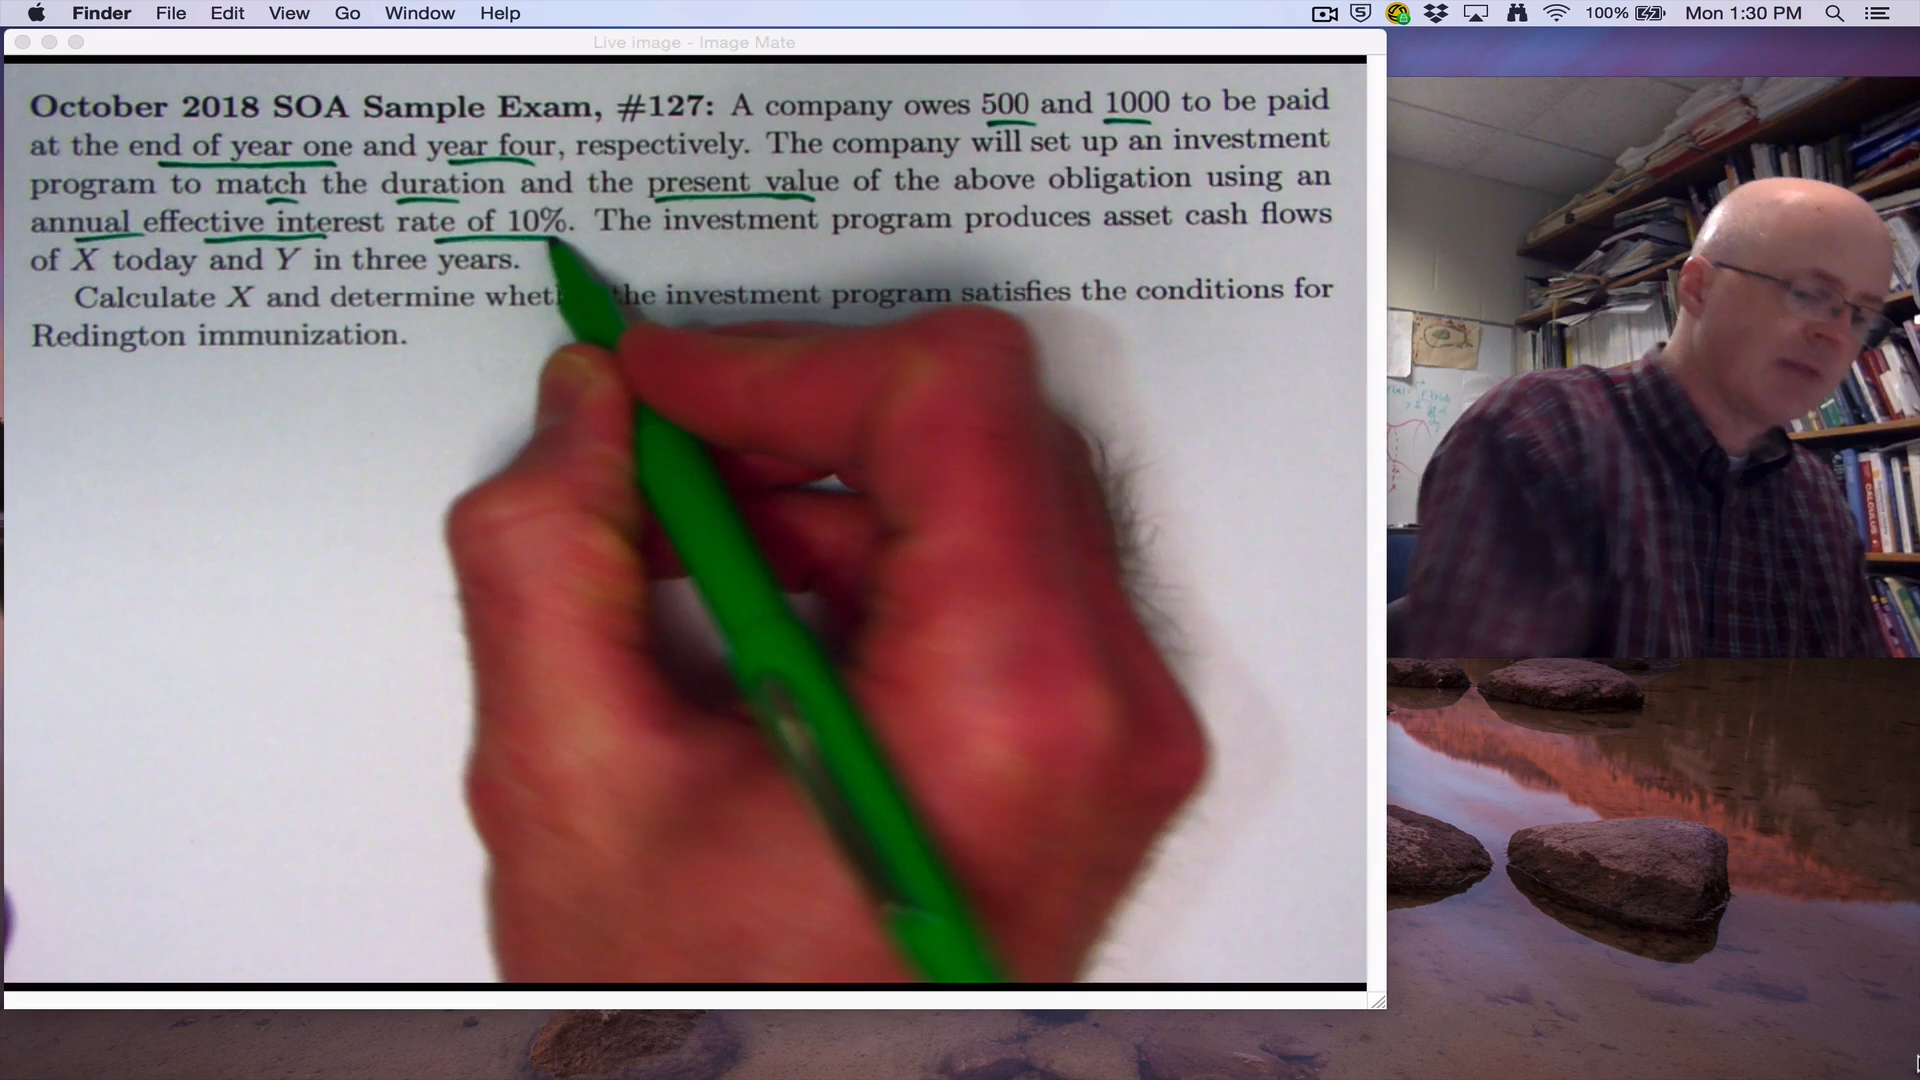 Finder File Edit View Go Window Help 100% Mon 1:30 PM
Live image - Image Mate
October 2018 SOA Sample Exam, #127: A company owes 500 and 1000 to be paid
at the end of year one and year four, respectively. The company will set up an investment
program to match the duration and the present value of the above obligation using an
annual effective interest rate of 10%. The investment program produces asset cash flows
of X today and Y in three years.
Calculate X and determine whet he investment program satisfies the conditions for
Redington immunization.
CALCULUS